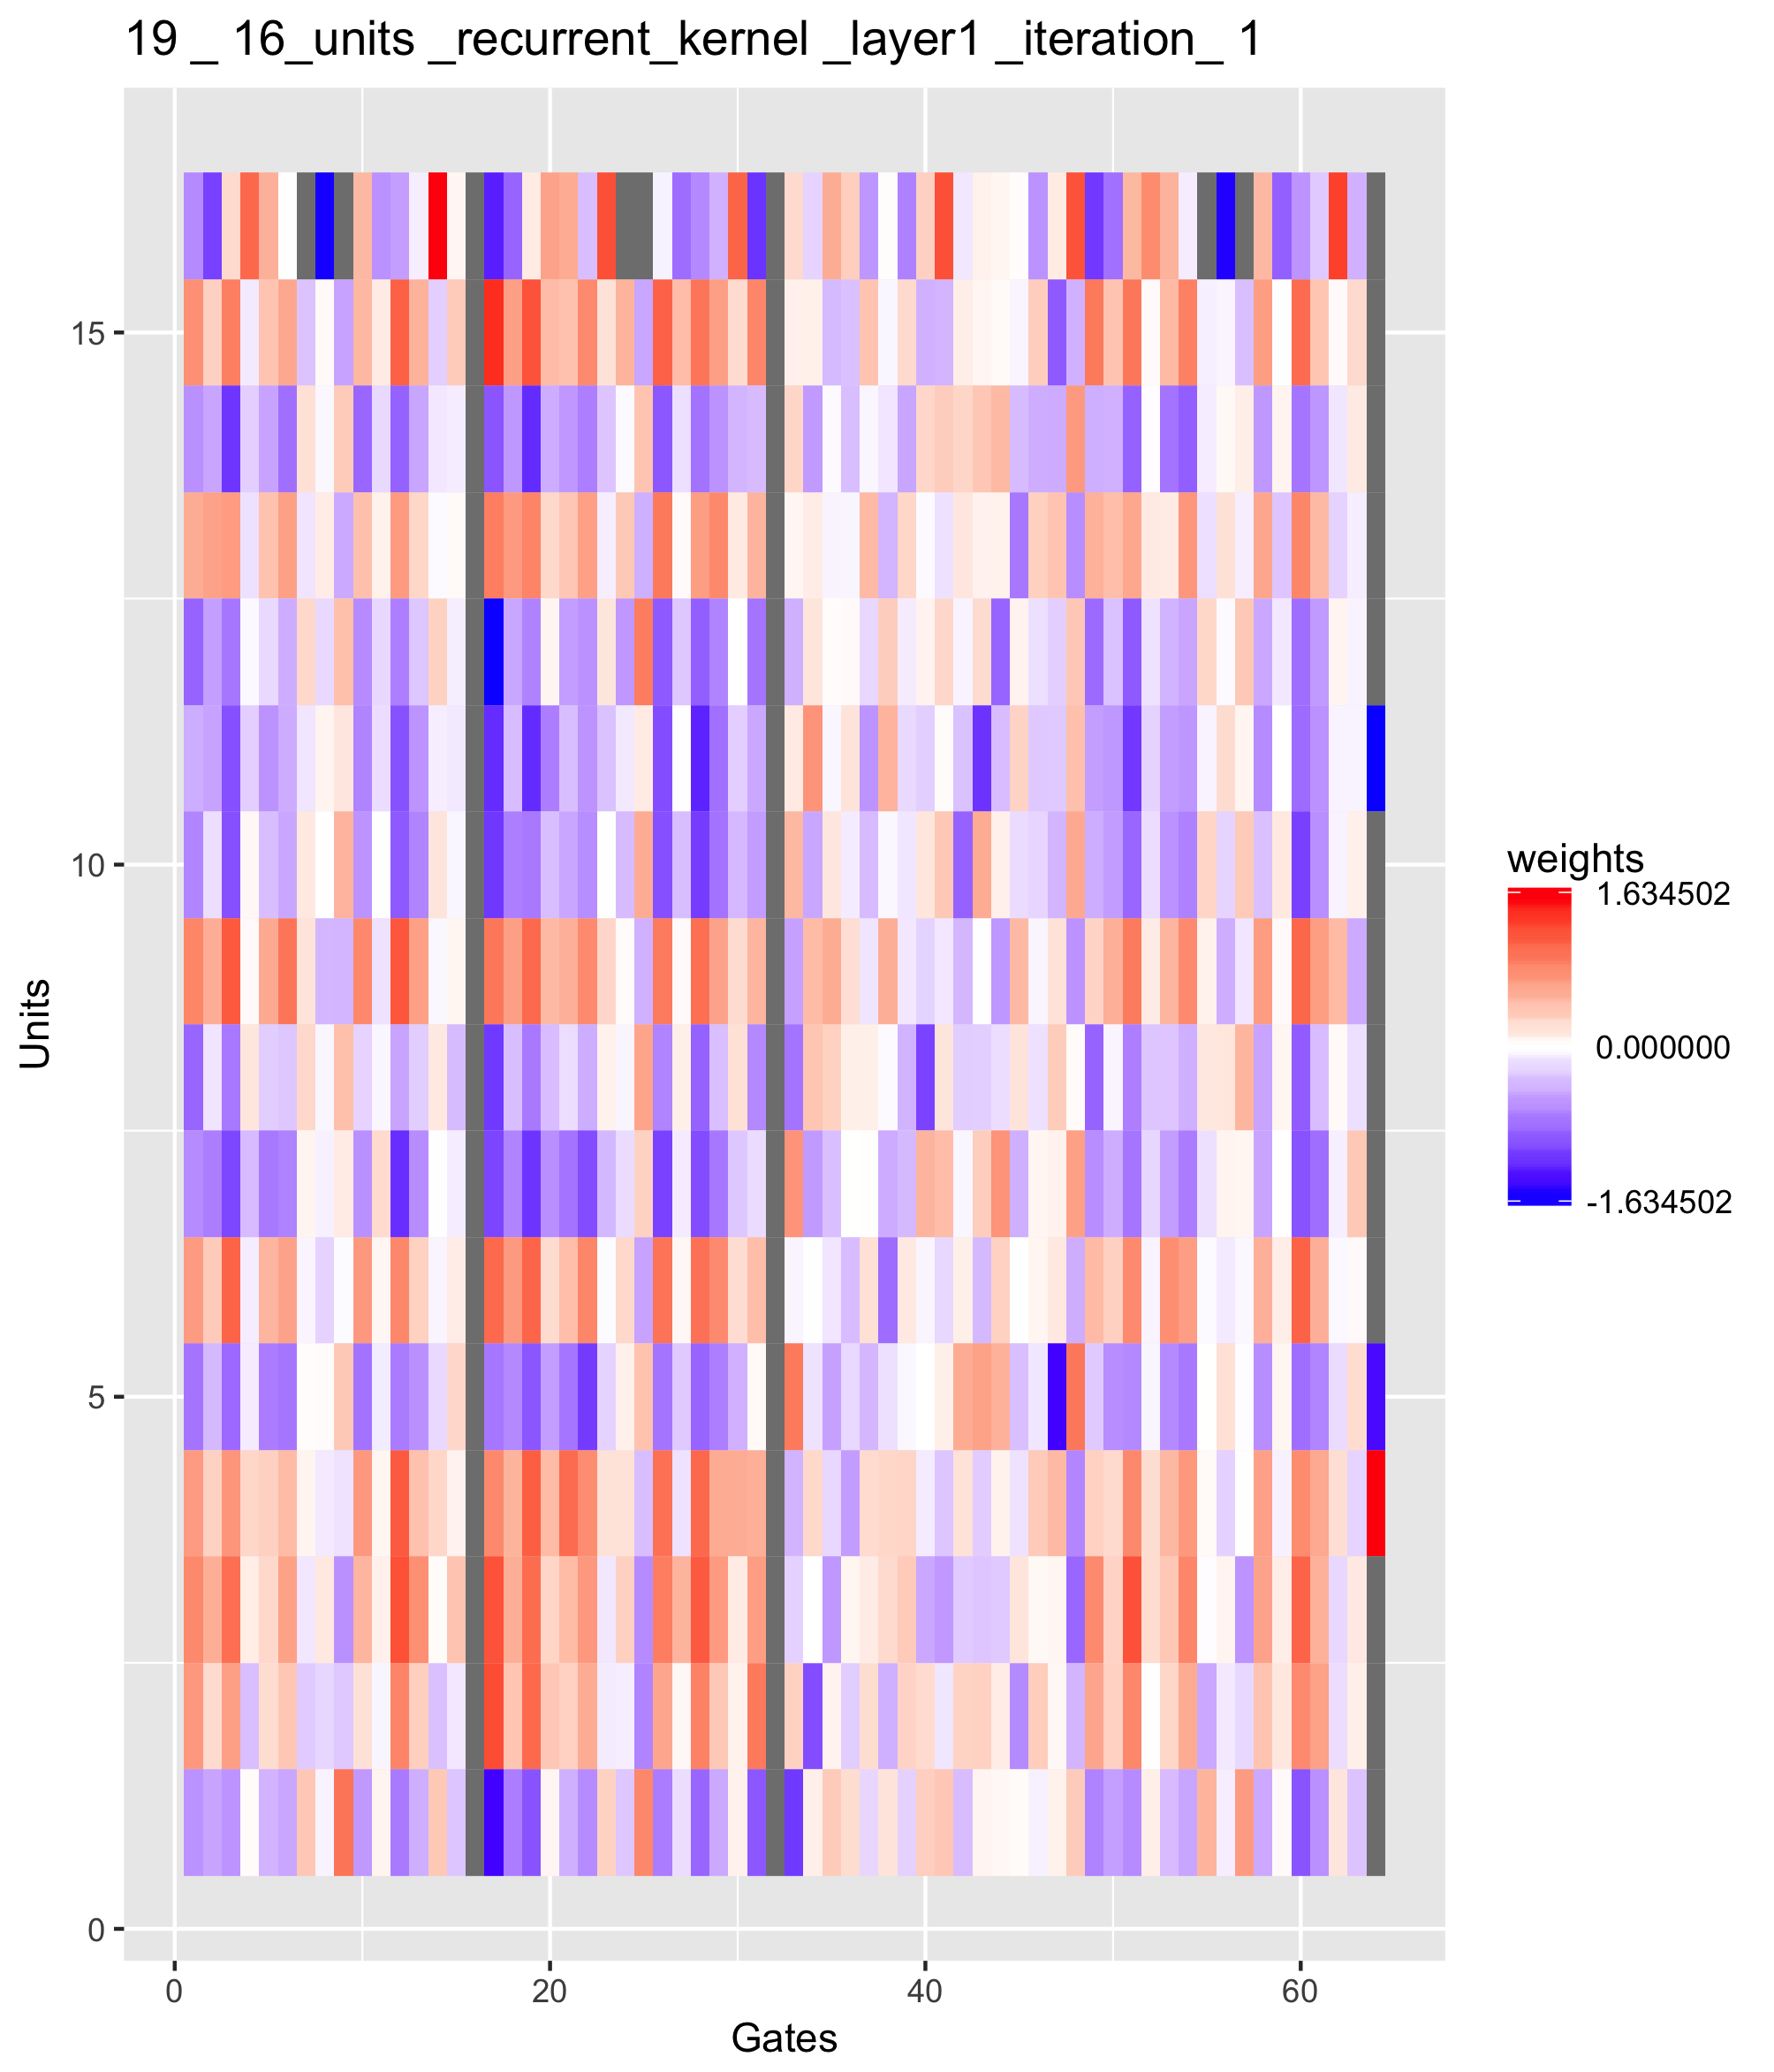 19 _ 16_units _recurrent_kernel _layer1 _iteration_ 1
15
10
5
0
Units
0 20 40 60
Gates
weights
1.634502
0.000000
-1.634502